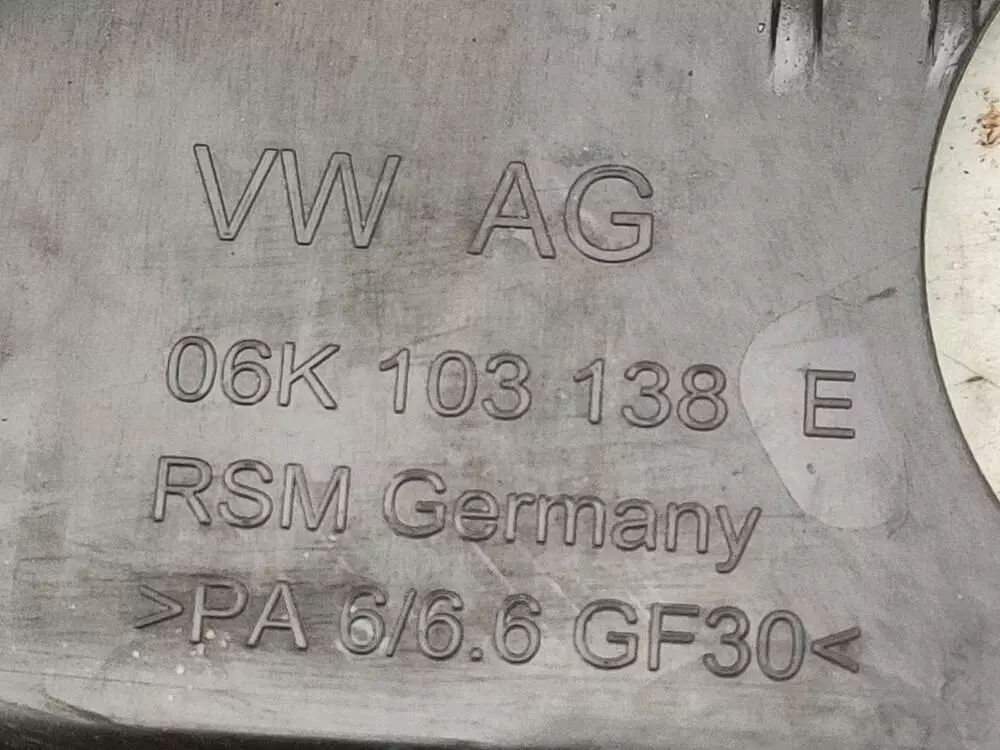 VW AG
06K 103 138 E
RSM Germany
>PA 6/6.6 GF30<